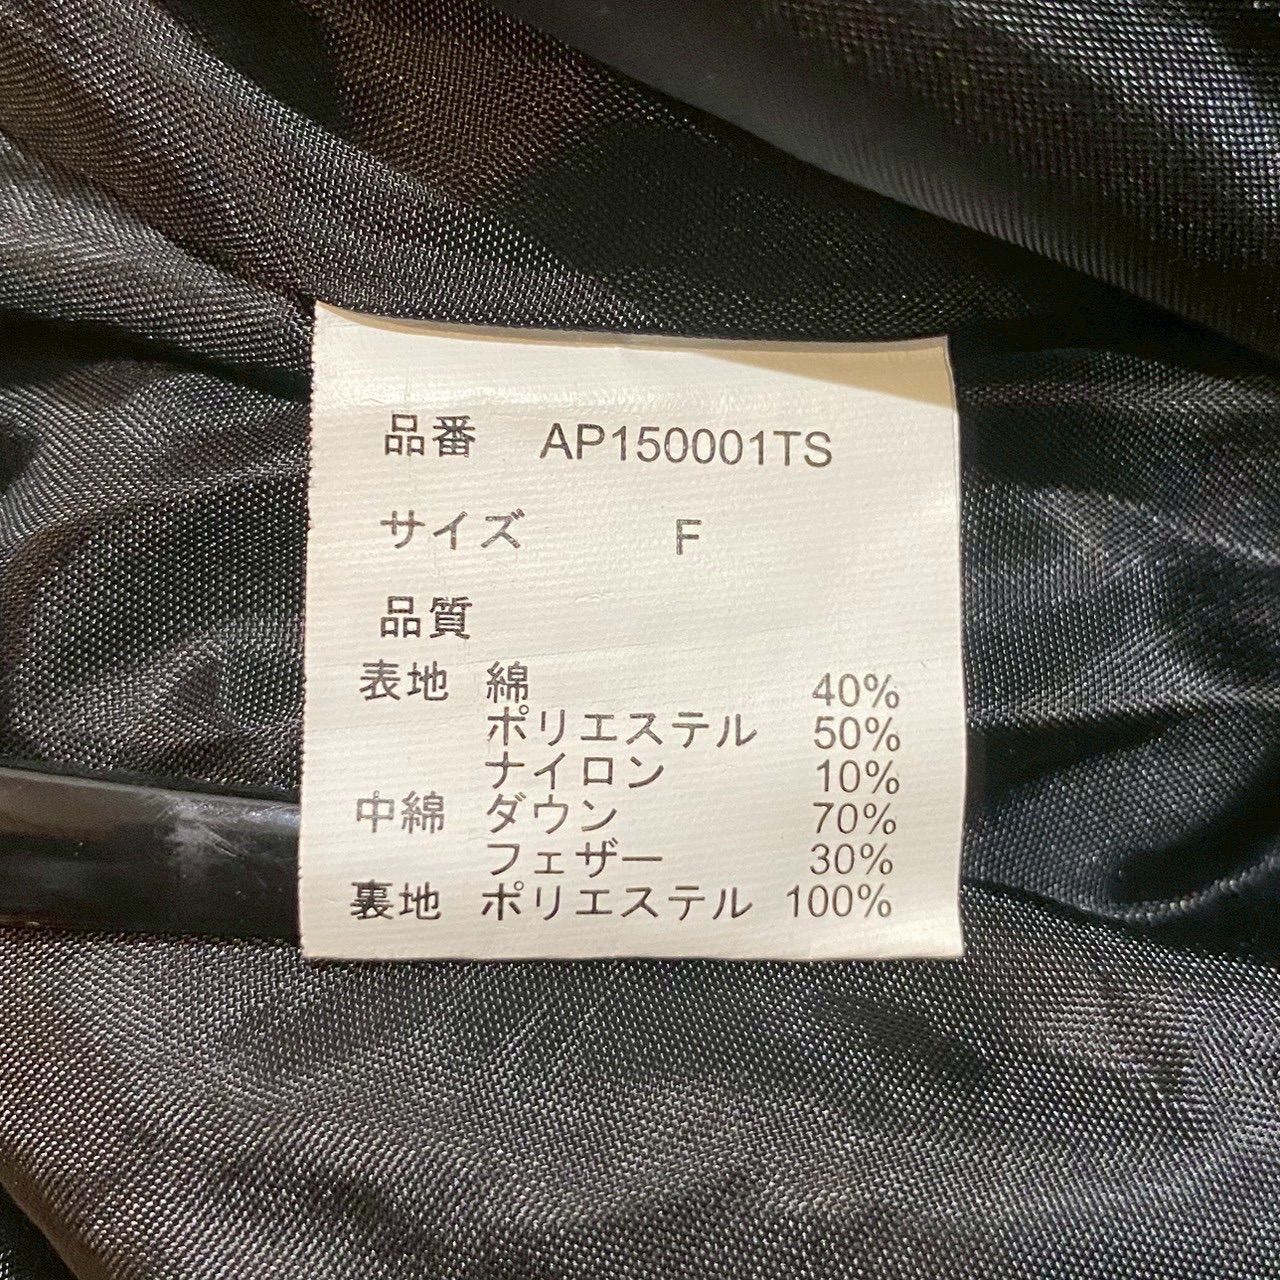 品番 AP150001TS
サイズ F
品質
表地 綿 40%
ポリエステル 50%
ナイロン 10%
中綿 ダウン 70%
フェザー 30%
裏地 ポリエステル 100%